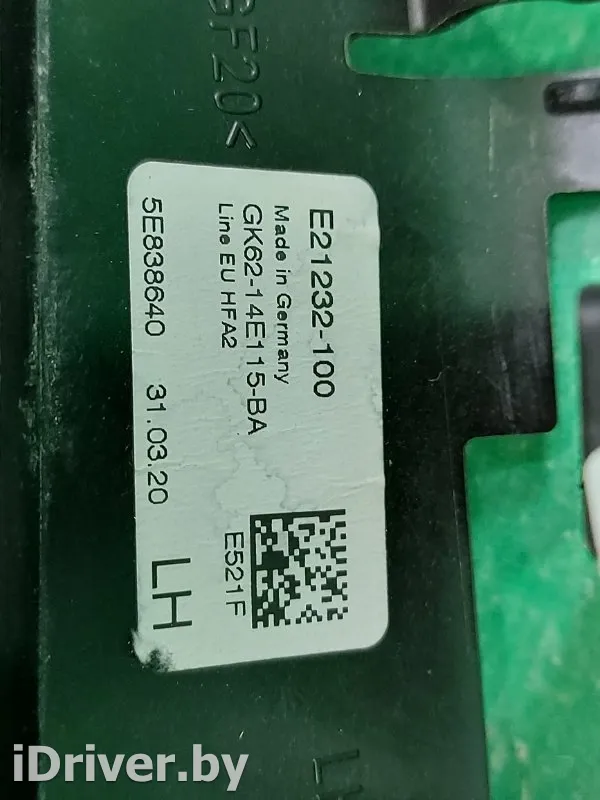 GF20<
E21232-100
Made in Germany
GK62-14E115-BA
Line EU HFA2
5E838640 31.03.20
E521F
LH
iDriver.by